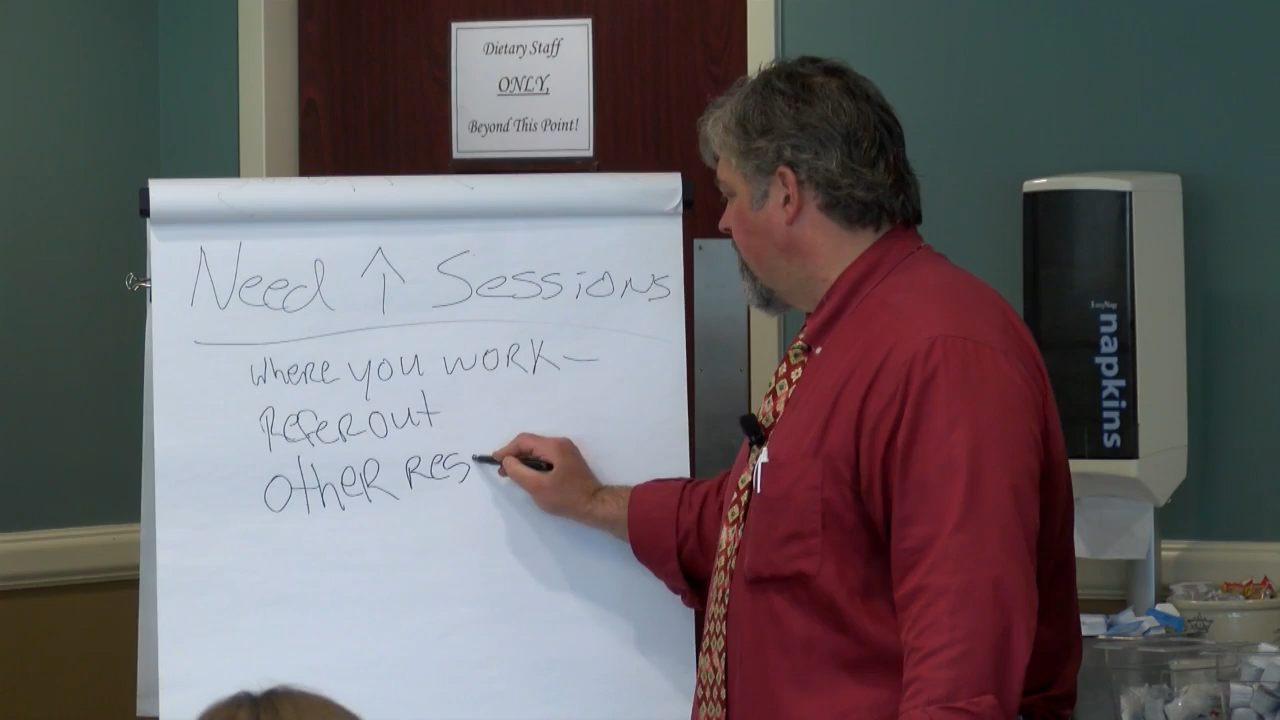 Dietary Staff
ONLY,
Beyond This Point!
Need ↑ Sessions
where you work—
Refer out
other Res
napkins